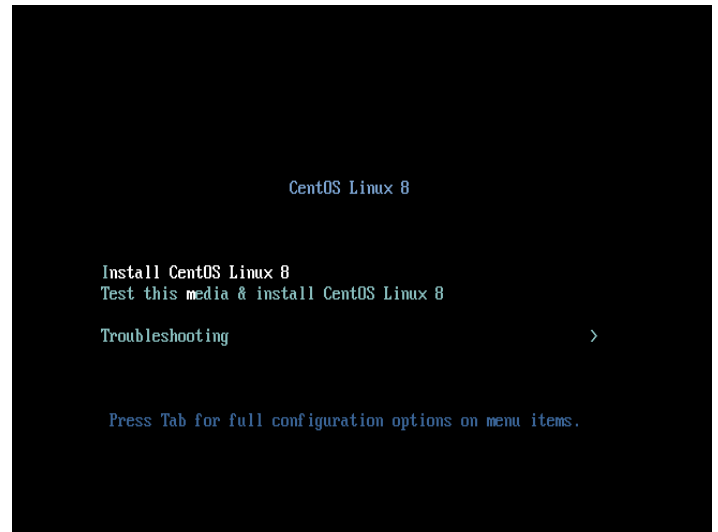 CentOS Linux 8
Install CentOS Linux 8
Test this media & install CentOS Linux 8
Troubleshooting >
Press Tab for full configuration options on menu items.